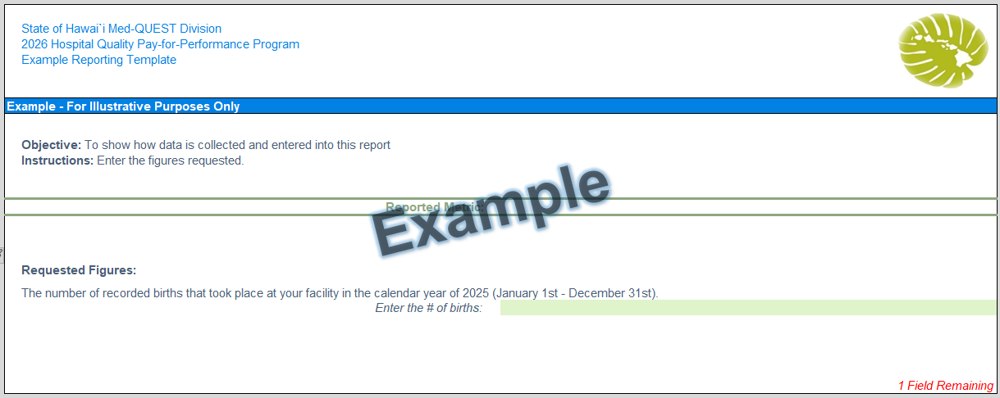 State of Hawai`i Med-QUEST Division
2026 Hospital Quality Pay-for-Performance Program
Example Reporting Template
Example - For Illustrative Purposes Only
Objective: To show how data is collected and entered into this report
Instructions: Enter the figures requested.
Reported Metric:
Example
Requested Figures:
The number of recorded births that took place at your facility in the calendar year of 2025 (January 1st - December 31st).
Enter the # of births:
1 Field Remaining